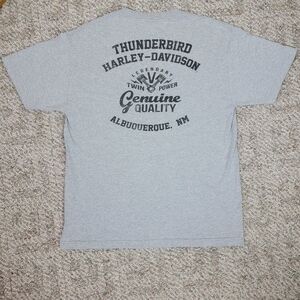 THUNDERBIRD
HARLEY-DAVIDSON
LEGENDARY
TWIN POWER
Genuine
QUALITY
ALBUQUERQUE, NM